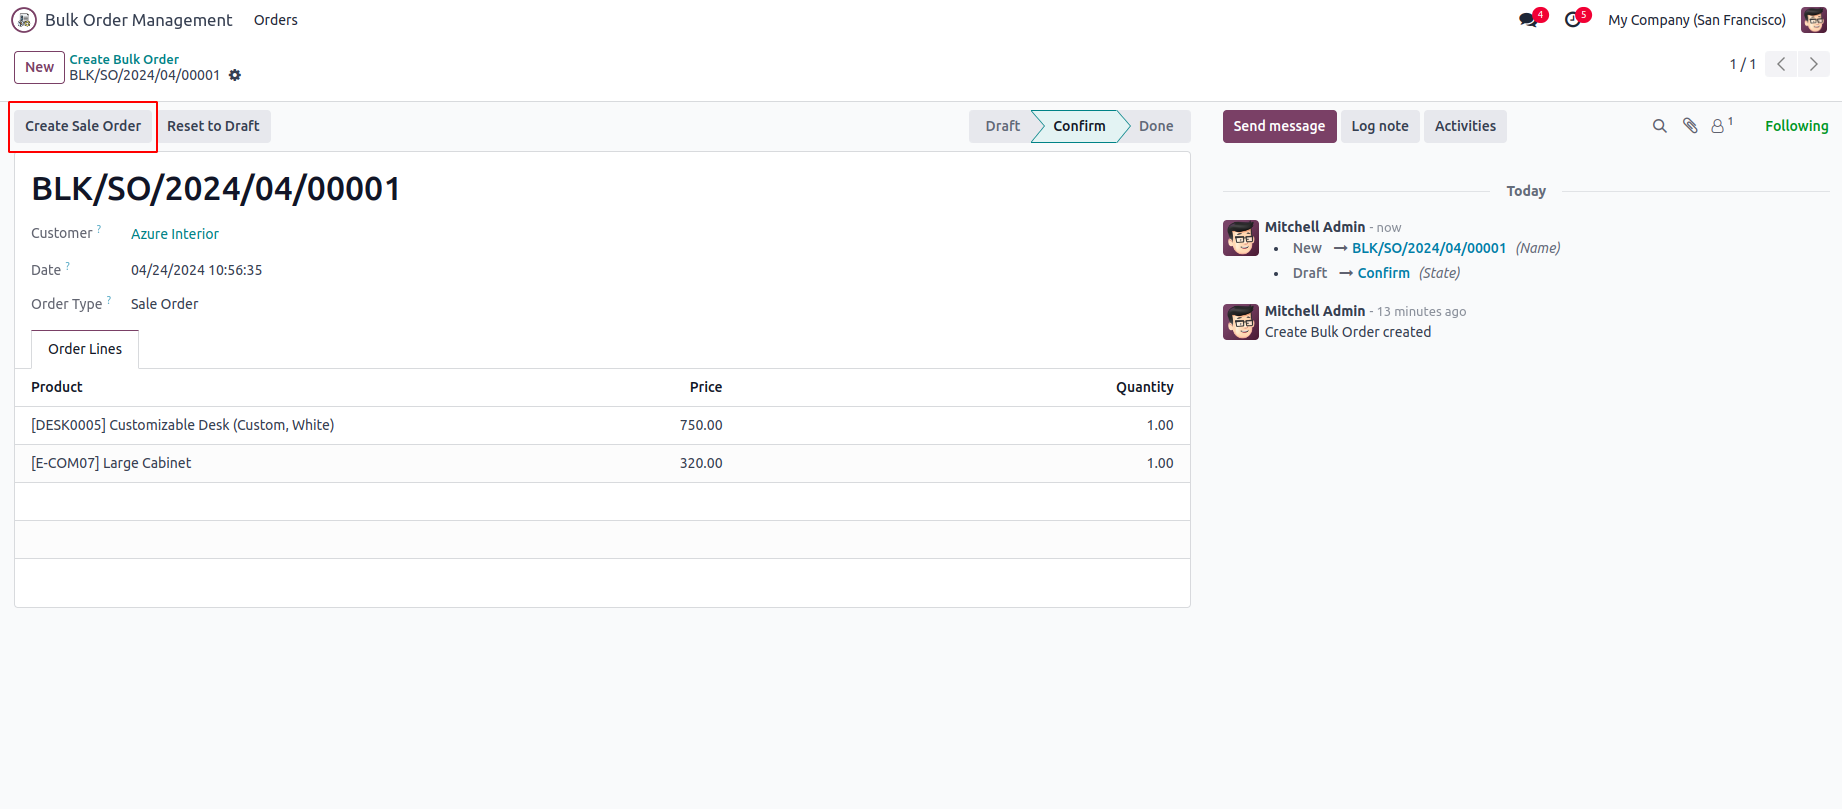 Bulk Order Management Orders 4 5 My Company (San Francisco)
New Create Bulk Order
BLK/SO/2024/04/00001
1 / 1
Create Sale Order Reset to Draft Draft Confirm Done
Send message Log note Activities 1 Following
BLK/SO/2024/04/00001
Customer ? Azure Interior
Date ? 04/24/2024 10:56:35
Order Type ? Sale Order
Order Lines
Product Price Quantity
[DESK0005] Customizable Desk (Custom, White) 750.00 1.00
[E-COM07] Large Cabinet 320.00 1.00
Today
Mitchell Admin - now
• New → BLK/SO/2024/04/00001 (Name)
• Draft → Confirm (State)
Mitchell Admin - 13 minutes ago
Create Bulk Order created